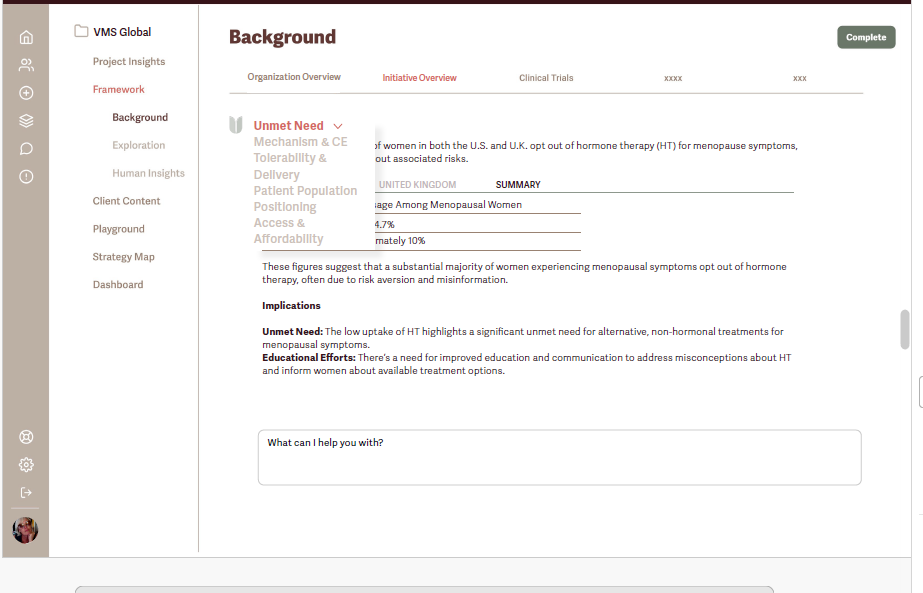 VMS Global
Project Insights
Framework
Background
Exploration
Human Insights
Client Content
Playground
Strategy Map
Dashboard
Background
Complete
Organization Overview
Initiative Overview
Clinical Trials
xxxx
xxx
Unmet Need
Mechanism & CE
Tolerability &
Delivery
Patient Population
Positioning
Access &
Affordability
of women in both the U.S. and U.K. opt out of hormone therapy (HT) for menopause symptoms,
out associated risks.
UNITED KINGDOM
SUMMARY
sage Among Menopausal Women
4.7%
mately 10%
These figures suggest that a substantial majority of women experiencing menopausal symptoms opt out of hormone
therapy, often due to risk aversion and misinformation.
Implications
Unmet Need: The low uptake of HT highlights a significant unmet need for alternative, non-hormonal treatments for
menopausal symptoms.
Educational Efforts: There's a need for improved education and communication to address misconceptions about HT
and inform women about available treatment options.
What can I help you with?